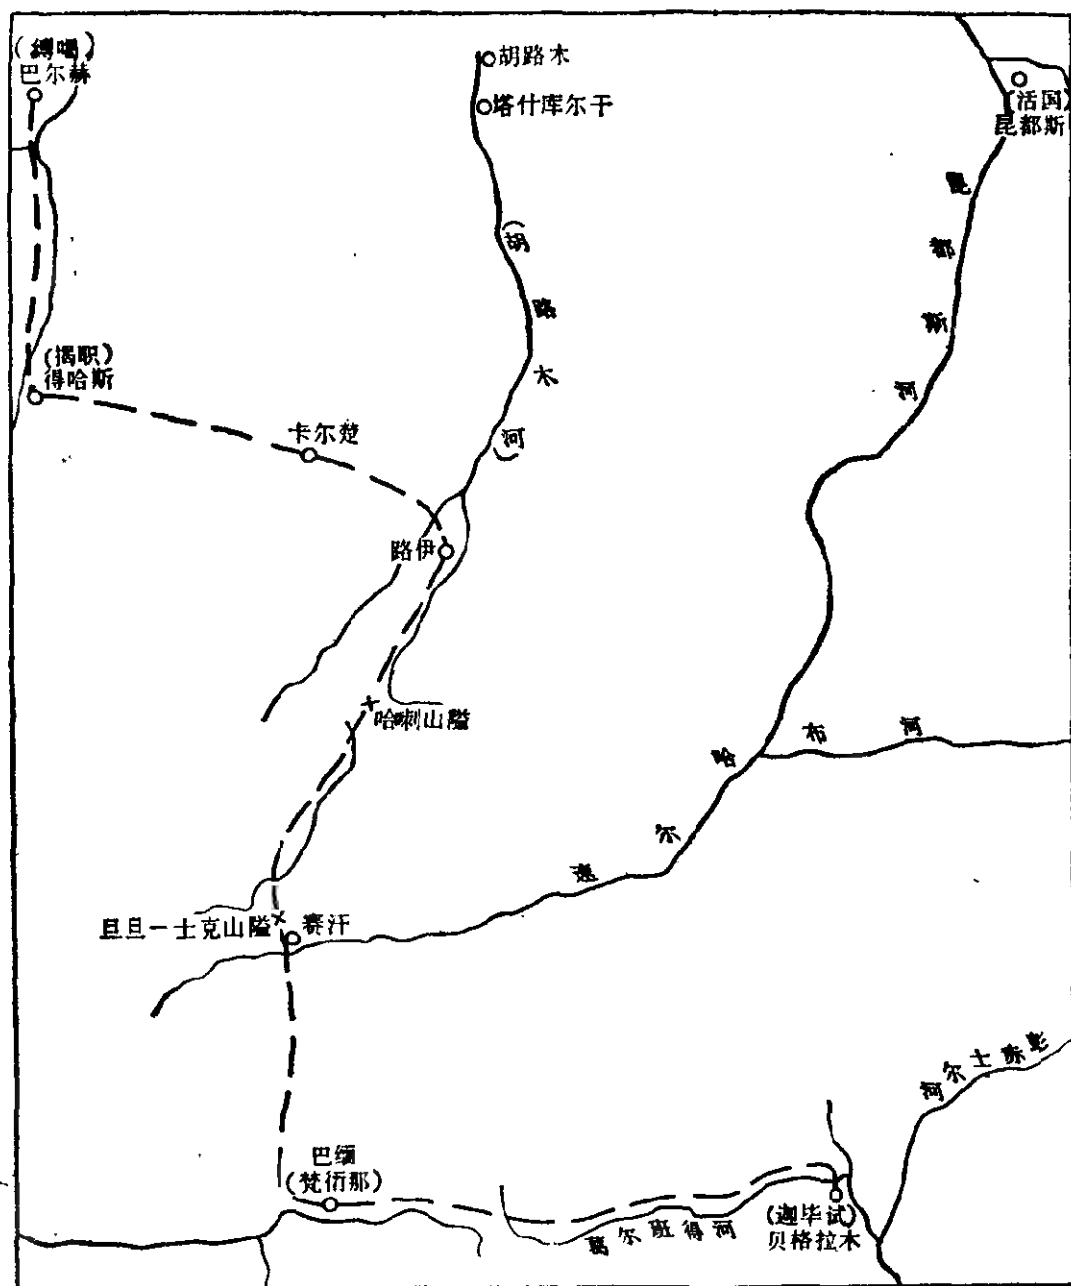 (缚喝)
巴尔赫
胡路木
塔什库尔干
(活国)
昆都斯
昆都斯河
(胡路木河)
(揭职)
得哈斯
卡尔楚
路伊
哈喇山隘
哈布河
速尔
旦旦一士克山隘
赛汗
河尔士赤彭
巴缅
(梵衍那)
葛尔班得河
(迦毕试)
贝格拉木